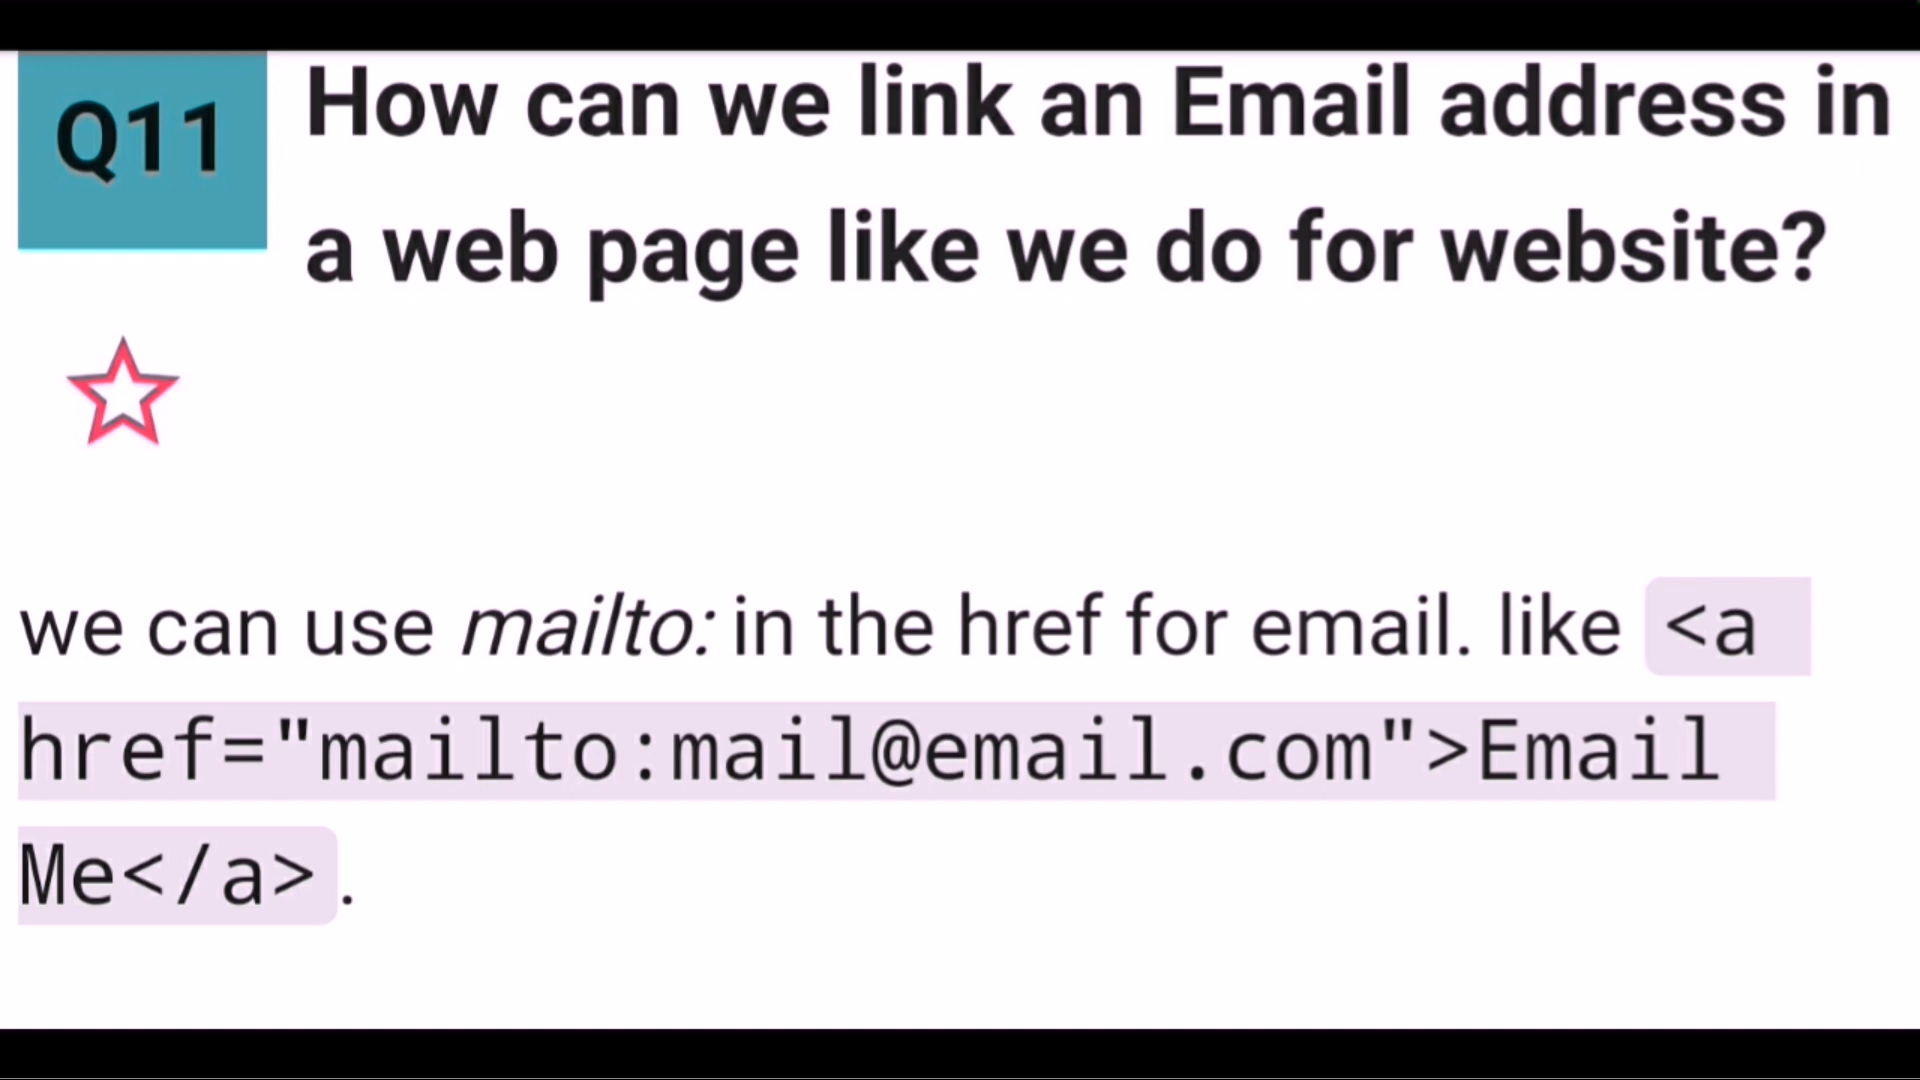 Q11
How can we link an Email address in
a web page like we do for website?
we can use mailto: in the href for email. like <a
href="mailto:mail@email.com">Email
Me</a>.